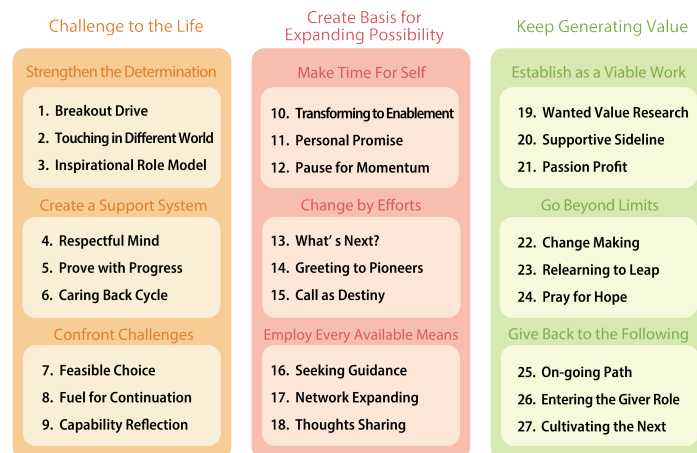 Challenge to the Life
Strengthen the Determination
1. Breakout Drive
2. Touching in Different World
3. Inspirational Role Model
Create a Support System
4. Respectful Mind
5. Prove with Progress
6. Caring Back Cycle
Confront Challenges
7. Feasible Choice
8. Fuel for Continuation
9. Capability Reflection
Create Basis for
Expanding Possibility
Make Time For Self
10. Transforming to Enablement
11. Personal Promise
12. Pause for Momentum
Change by Efforts
13. What's Next?
14. Greeting to Pioneers
15. Call as Destiny
Employ Every Available Means
16. Seeking Guidance
17. Network Expanding
18. Thoughts Sharing
Keep Generating Value
Establish as a Viable Work
19. Wanted Value Research
20. Supportive Sideline
21. Passion Profit
Go Beyond Limits
22. Change Making
23. Relearning to Leap
24. Pray for Hope
Give Back to the Following
25. On-going Path
26. Entering the Giver Role
27. Cultivating the Next